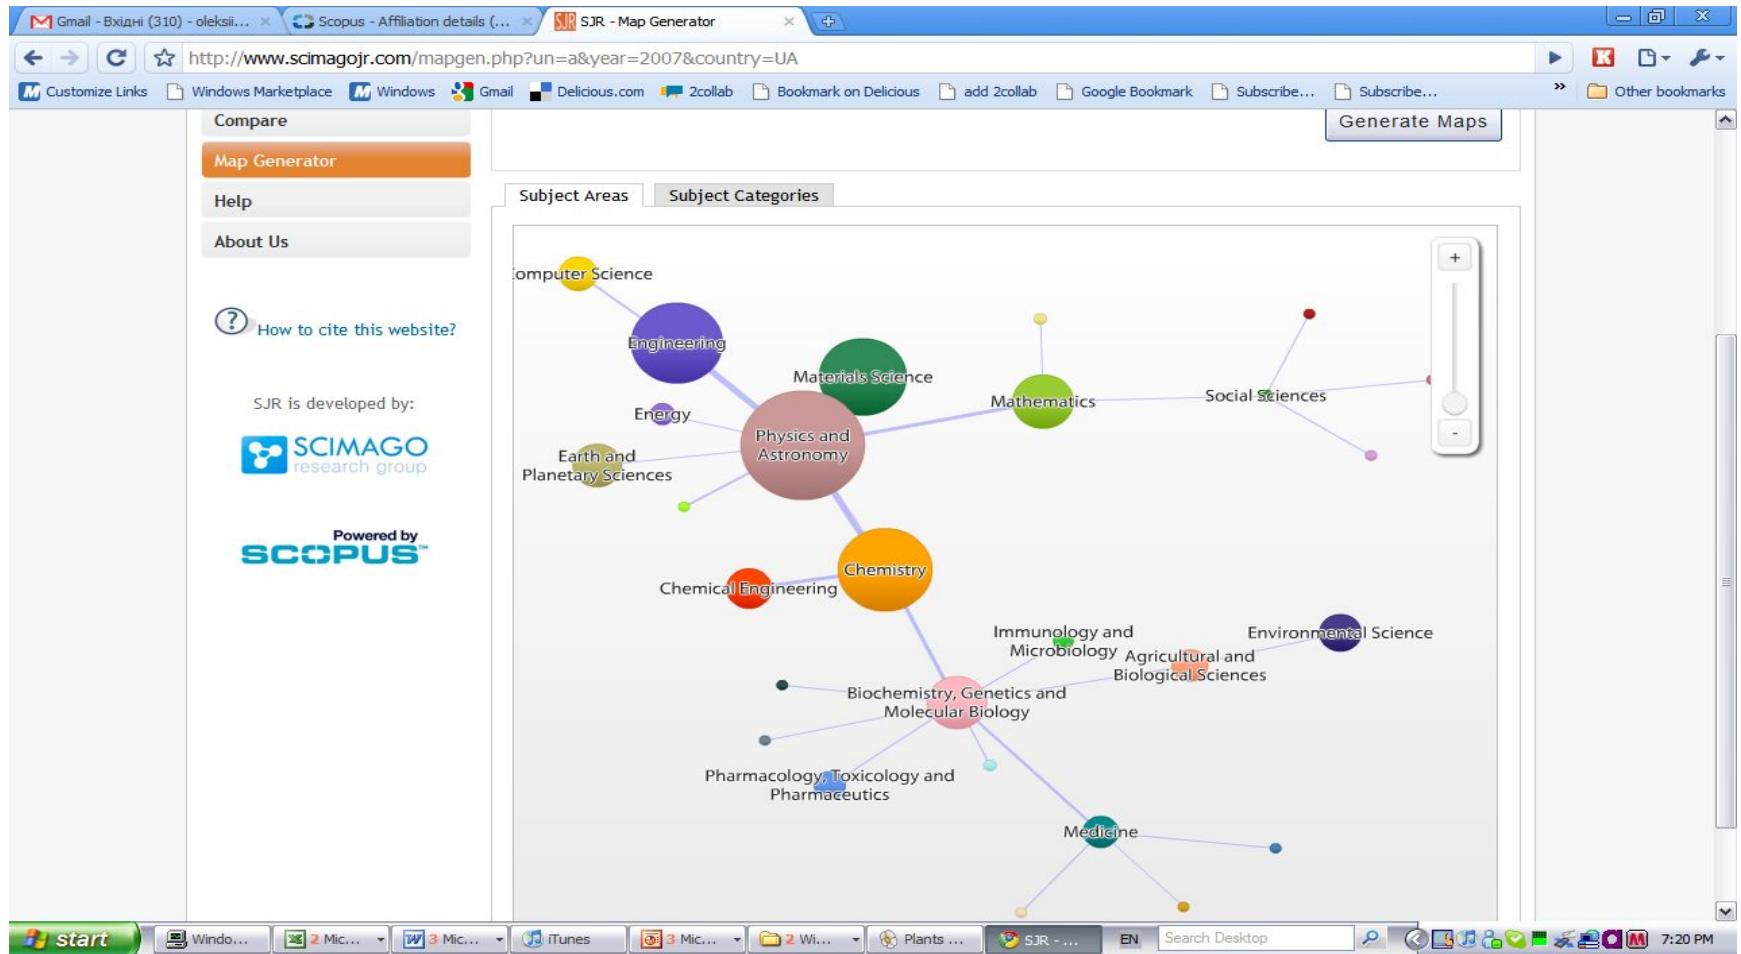 Gmail - Вхідні (310) - oleksii...
Scopus - Affiliation details (...
SJR SJR - Map Generator
http://www.scimagojr.com/mapgen.php?un=a&year=2007&country=UA
Customize Links
Windows Marketplace
Windows
Gmail
Delicious.com
2collab
Bookmark on Delicious
add 2collab
Google Bookmark
Subscribe...
Subscribe...
»
Other bookmarks
Compare
Map Generator
Help
About Us
? How to cite this website?
SJR is developed by:
SCIMAGO
research group
Powered by
SCOPUS™
Generate Maps
Subject Areas
Subject Categories
+
-
Computer Science
Engineering
Materials Science
Energy
Physics and
Astronomy
Mathematics
Social Sciences
Earth and
Planetary Sciences
Chemistry
Chemical Engineering
Immunology and
Microbiology
Agricultural and
Biological Sciences
Environmental Science
Biochemistry, Genetics and
Molecular Biology
Pharmacology, Toxicology and
Pharmaceutics
Medicine
start
Windo...
2 Mic...
3 Mic...
iTunes
3 Mic...
2 Wi...
Plants ...
SJR - ...
EN
Search Desktop
7:20 PM